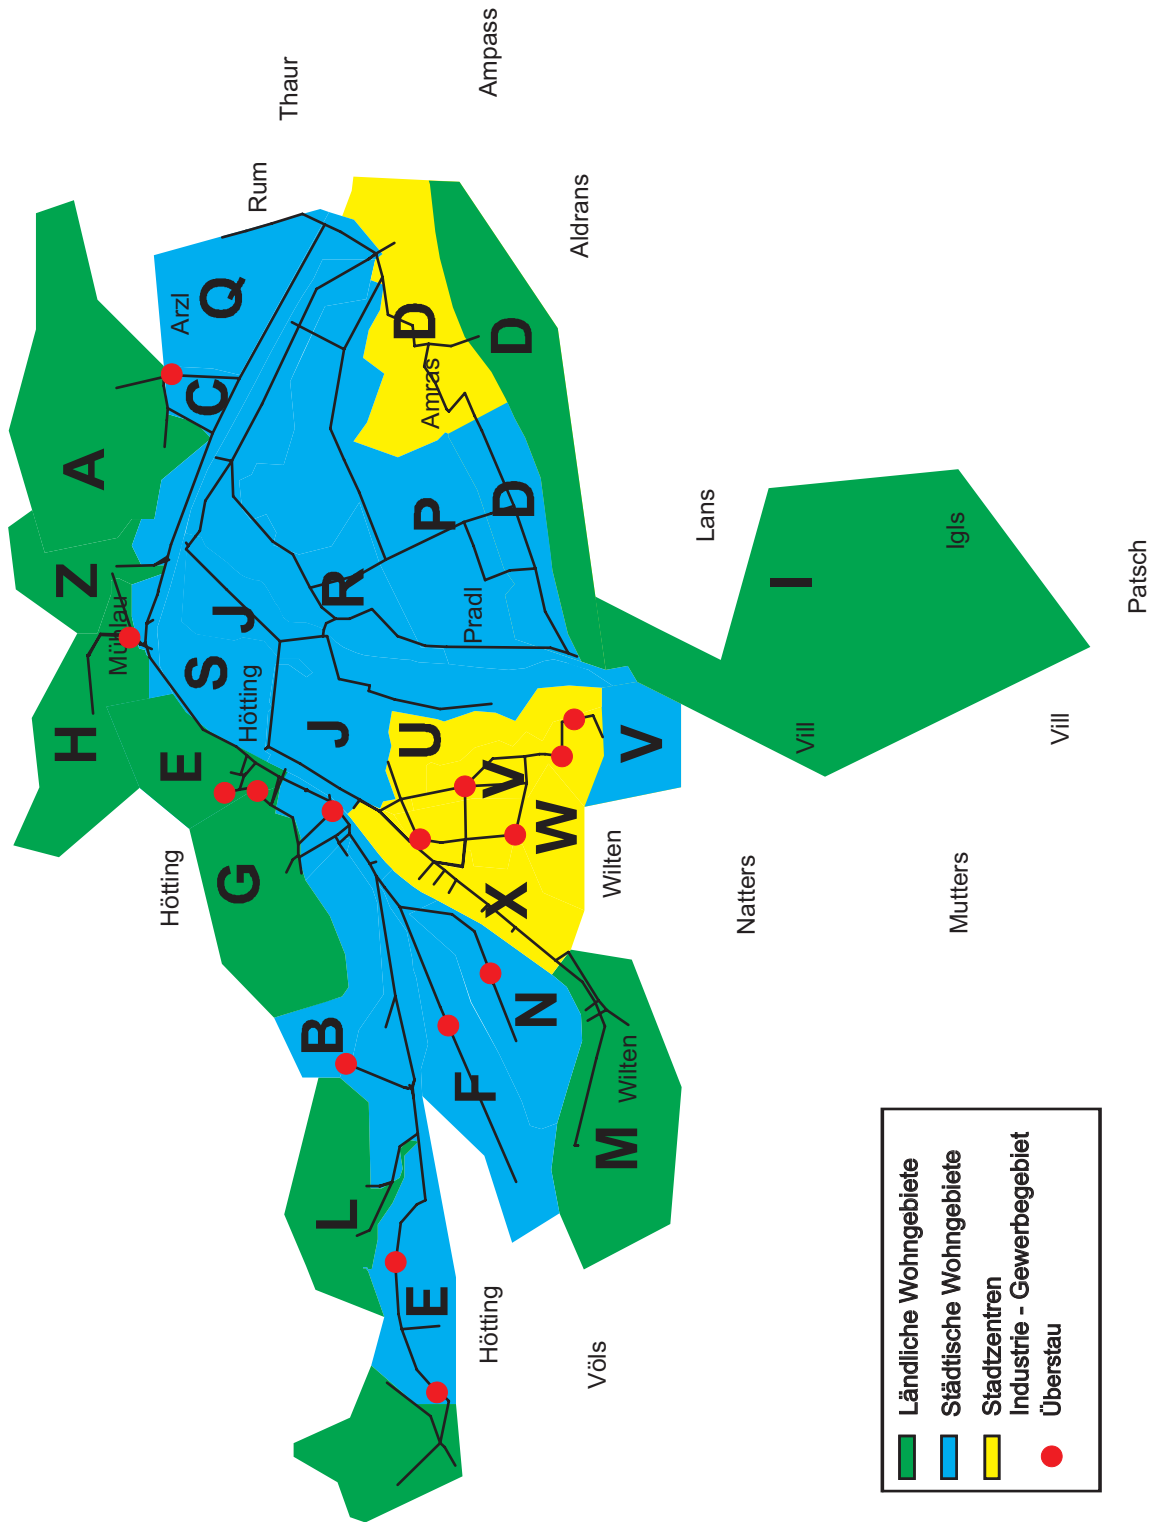 Thaur
Ampass
Rum
Aldrans
Arzl
Q
D
D
Amras
C
A
P
D
Lans
Igls
I
Patsch
Z
R
J
Pradl
Mühlau
S
Hötting
H
E
J
U
V
V
Vill
Vill
W
Wilten
Natters
Mutters
Hötting
G
X
B
N
F
Wilten
M
L
E
Hötting
Völs
Ländliche Wohngebiete
Städtische Wohngebiete
Stadtzentren
Industrie - Gewerbegebiet
Überstau